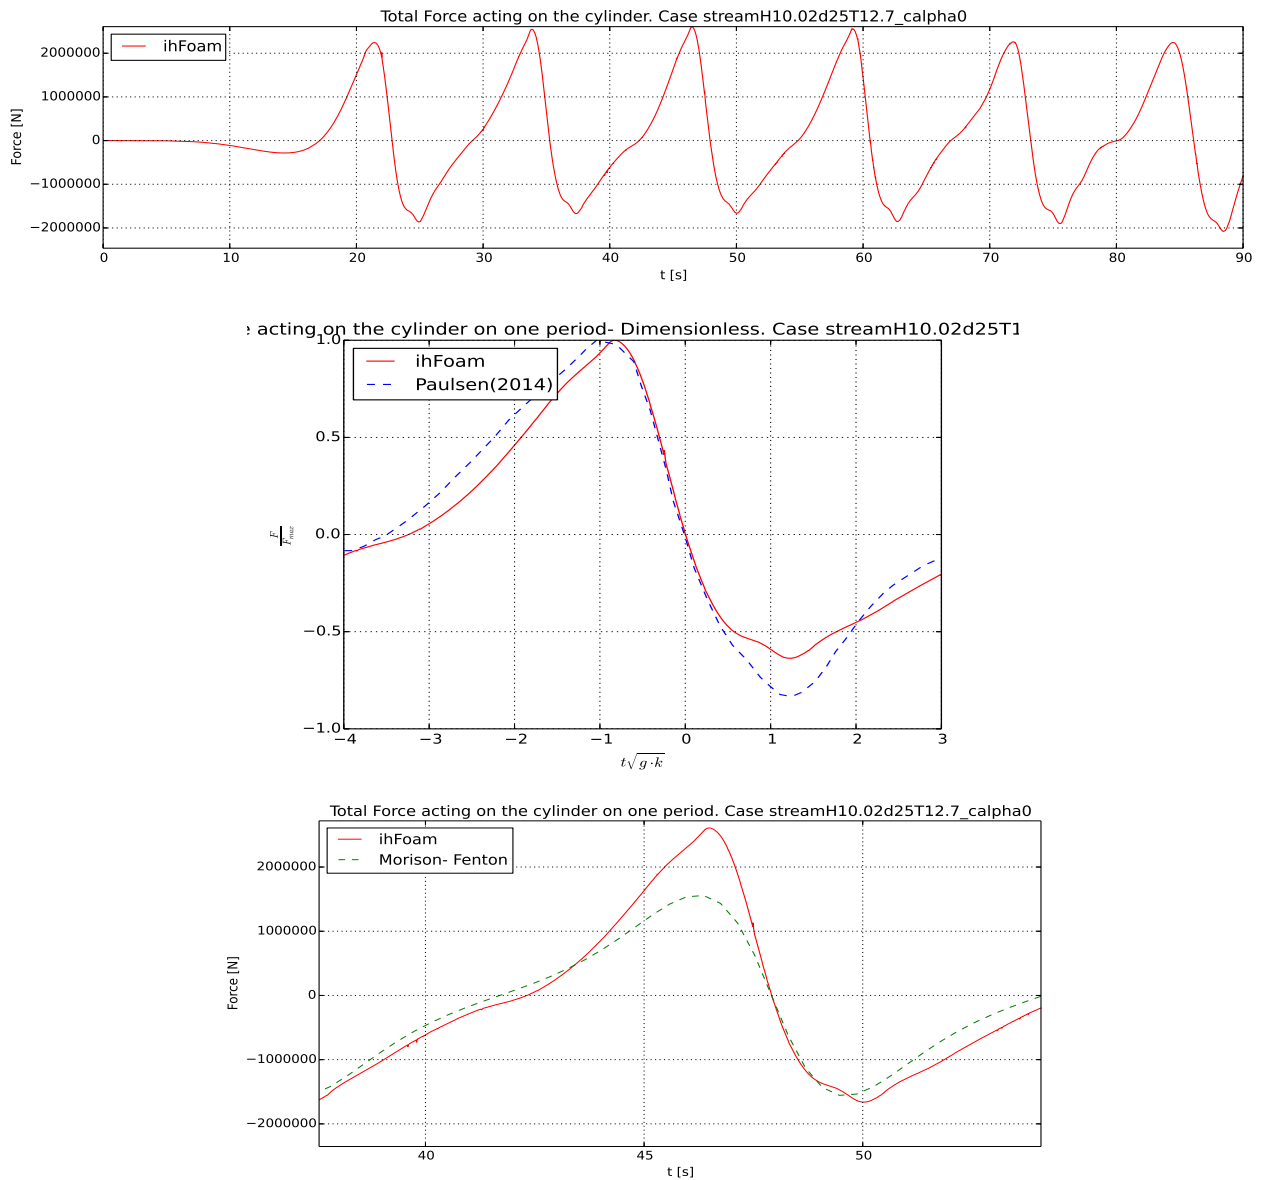 Total Force acting on the cylinder. Case streamH10.02d25T12.7_calpha0
ihFoam
2000000
1000000
0
−1000000
−2000000
Force [N]
0 10 20 30 40 50 60 70 80 90
t [s]
e acting on the cylinder on one period- Dimensionless. Case streamH10.02d25T1
ihFoam
Paulsen(2014)
1.0
0.5
0.0
−0.5
−1.0
F
F_max
−4 −3 −2 −1 0 1 2 3
t√g·k
Total Force acting on the cylinder on one period. Case streamH10.02d25T12.7_calpha0
ihFoam
Morison- Fenton
2000000
1000000
0
−1000000
−2000000
Force [N]
40 45 50
t [s]